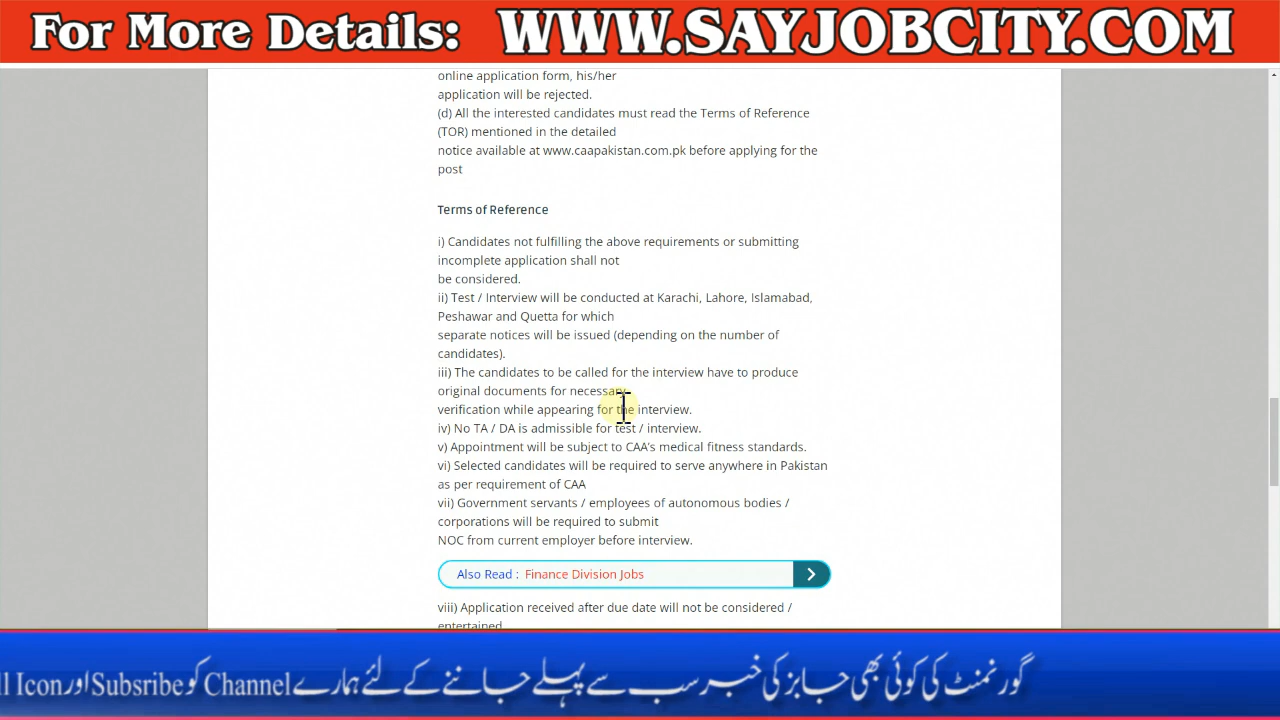 For More Details: WWW.SAYJOBCITY.COM
online application form, his/her
application will be rejected.
(d) All the interested candidates must read the Terms of Reference
(TOR) mentioned in the detailed
notice available at www.caapakistan.com.pk before applying for the
post
Terms of Reference
i) Candidates not fulfilling the above requirements or submitting
incomplete application shall not
be considered.
ii) Test / Interview will be conducted at Karachi, Lahore, Islamabad,
Peshawar and Quetta for which
separate notices will be issued (depending on the number of
candidates).
iii) The candidates to be called for the interview have to produce
original documents for necessary
verification while appearing for the interview.
iv) No TA / DA is admissible for test / interview.
v) Appointment will be subject to CAA's medical fitness standards.
vi) Selected candidates will be required to serve anywhere in Pakistan
as per requirement of CAA
vii) Government servants / employees of autonomous bodies /
corporations will be required to submit
NOC from current employer before interview.
Also Read : Finance Division Jobs
viii) Application received after due date will not be considered /
entertained
گورنمنٹ کی کوئی بھی جابز کی خبر سب سے پہلے جاننے کے لئے ہمارے Channel کو Subsribe اور ll Icon